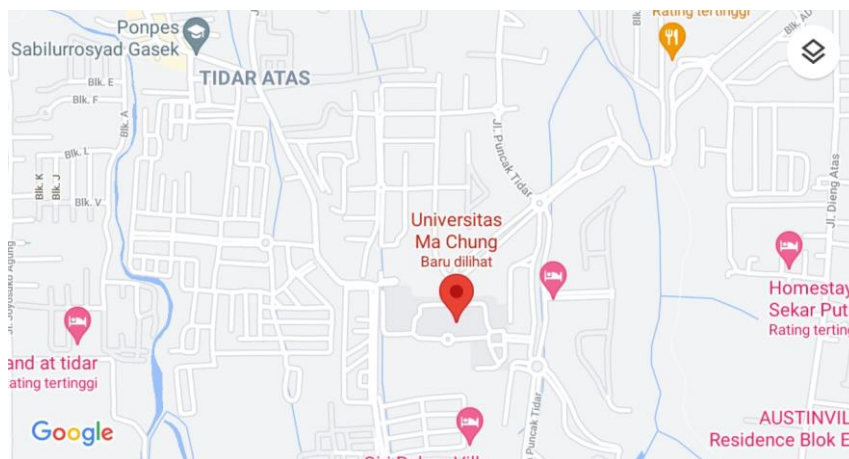 Rating tertinggi
Ponpes
Sabilurrosyad Gasek
TIDAR ATAS
Blk. E
Blk. F
Blk. A
Blk. L
Blk. K
Blk. J
Blk. V
Jl. Puncak Tidar
Jl. Dieng Atas
Universitas
Ma Chung
Baru dilihat
Homestay
Sekar Put
Rating terting
and at tidar
ating tertinggi
Puncak Tidar
AUSTINVIL
Residence Blok E
Google